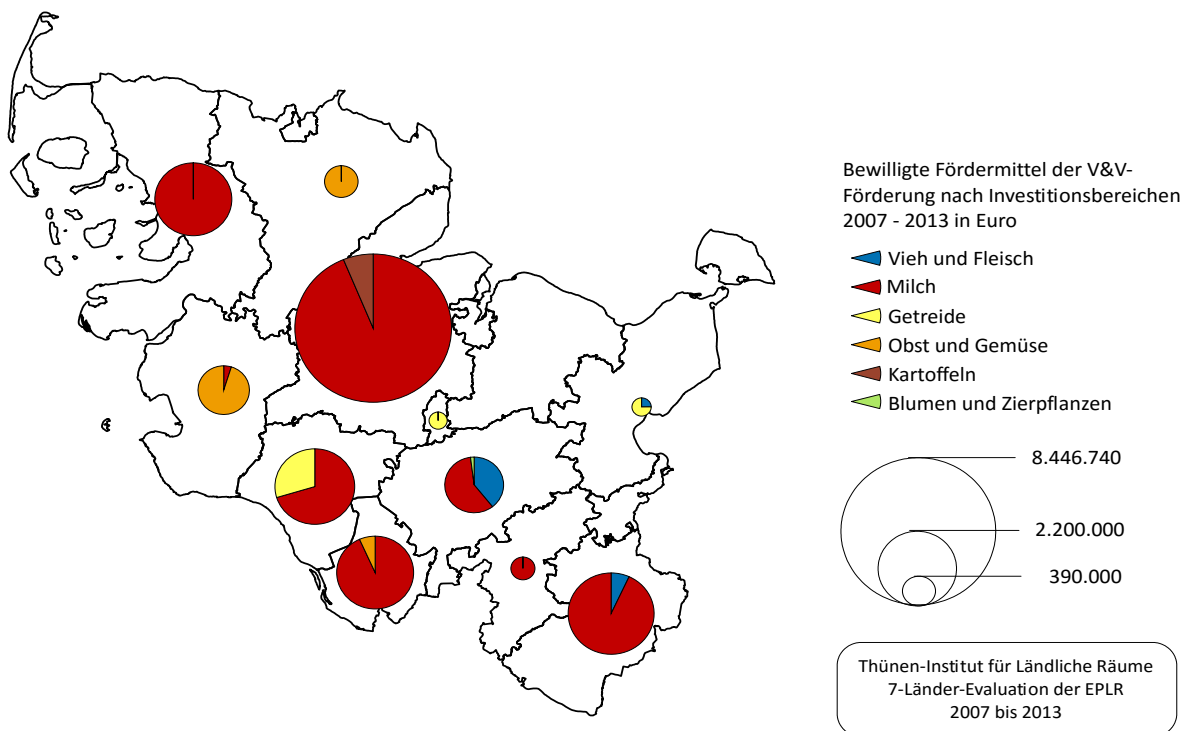 Bewilligte Fördermittel der V&V-
Förderung nach Investitionsbereichen
2007 - 2013 in Euro
Vieh und Fleisch
Milch
Getreide
Obst und Gemüse
Kartoffeln
Blumen und Zierpflanzen
8.446.740
2.200.000
390.000
Thünen-Institut für Ländliche Räume
7-Länder-Evaluation der EPLR
2007 bis 2013